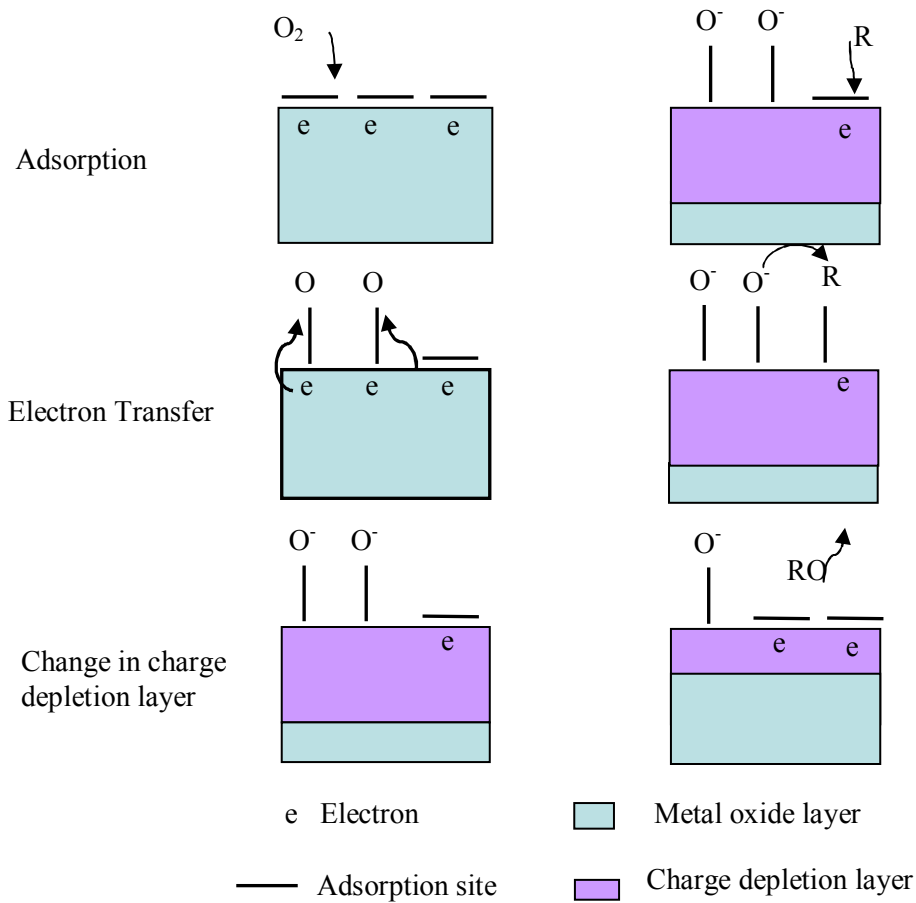 O₂
O⁻ O⁻ R
e e e
e
Adsorption
O O
O⁻ O⁻ R
e e e
e
Electron Transfer
O⁻ O⁻
O⁻ RO
e
e e
Change in charge
depletion layer
e Electron
Metal oxide layer
Adsorption site
Charge depletion layer